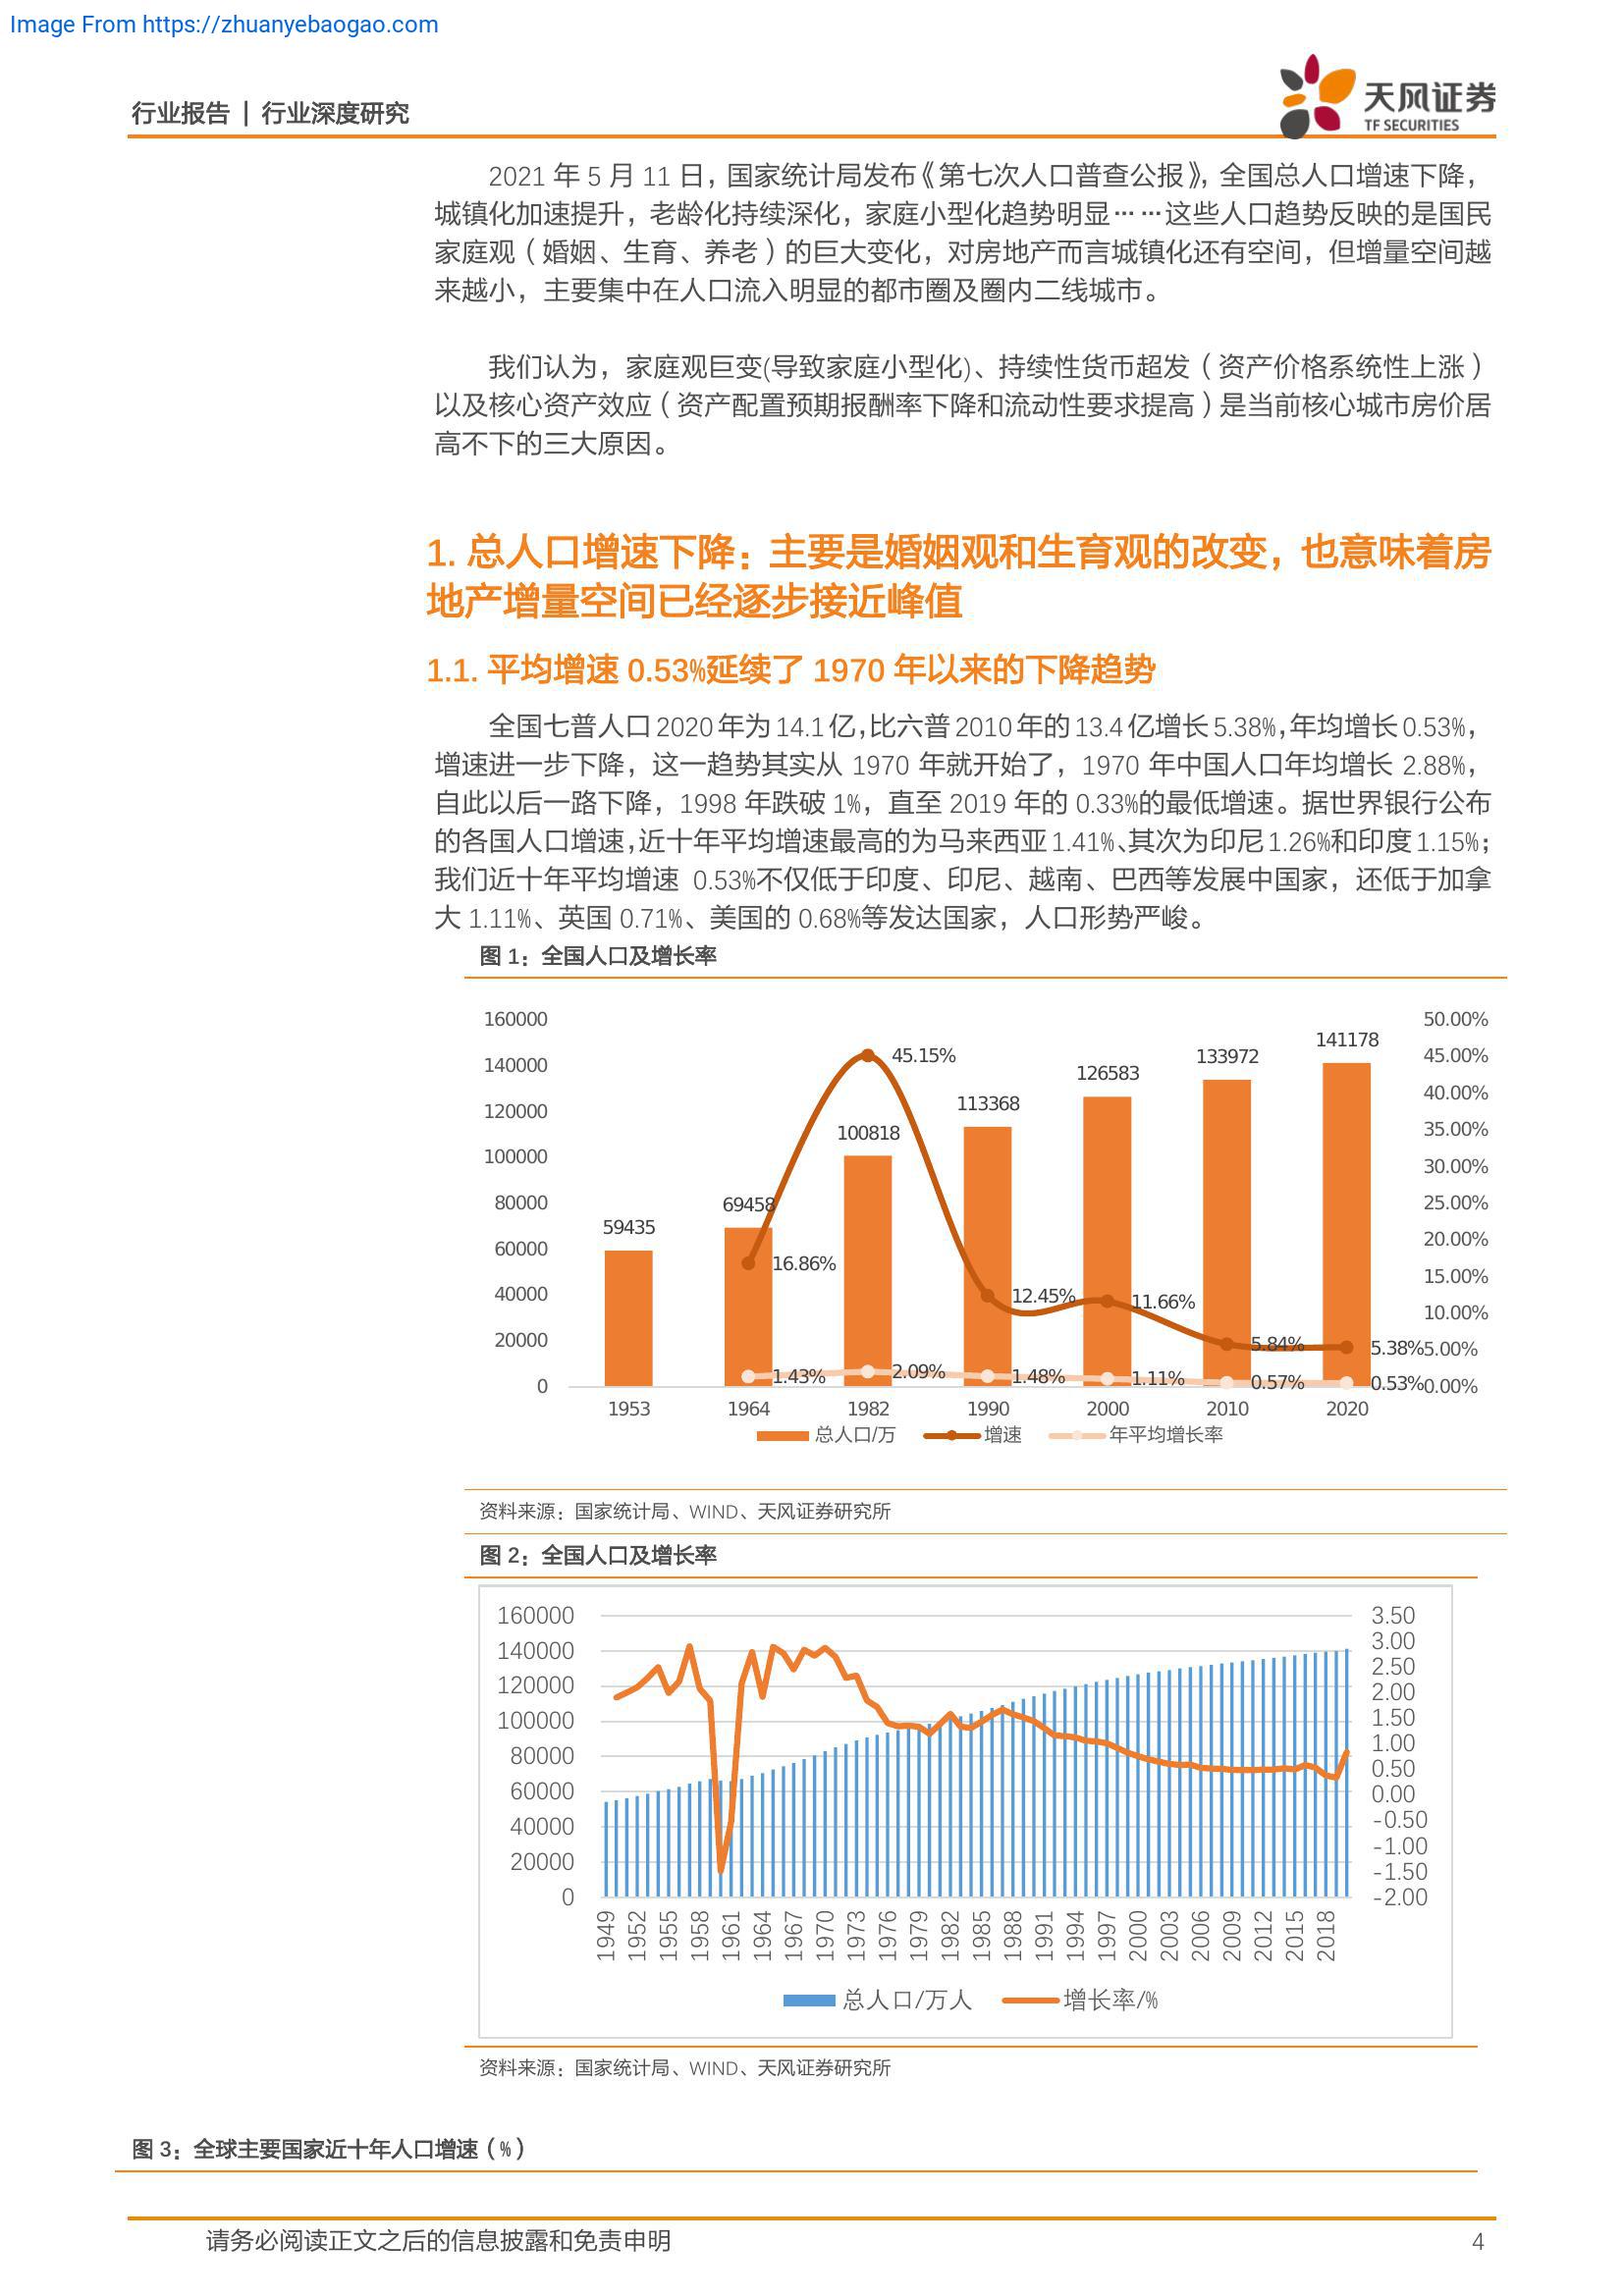 Image From https://zhuanyebaogao.com
行业报告 | 行业深度研究
天风证券
TF SECURITIES
2021 年 5 月 11 日，国家统计局发布《第七次人口普查公报》，全国总人口增速下降，
城镇化加速提升，老龄化持续深化，家庭小型化趋势明显……这些人口趋势反映的是国民
家庭观（婚姻、生育、养老）的巨大变化，对房地产而言城镇化还有空间，但增量空间越
来越小，主要集中在人口流入明显的都市圈及圈内二线城市。
我们认为，家庭观巨变(导致家庭小型化)、持续性货币超发（资产价格系统性上涨）
以及核心资产效应（资产配置预期报酬率下降和流动性要求提高）是当前核心城市房价居
高不下的三大原因。
1. 总人口增速下降：主要是婚姻观和生育观的改变，也意味着房
地产增量空间已经逐步接近峰值
1.1. 平均增速 0.53%延续了 1970 年以来的下降趋势
全国七普人口 2020 年为 14.1 亿，比六普 2010 年的 13.4 亿增长 5.38%，年均增长 0.53%，
增速进一步下降，这一趋势其实从 1970 年就开始了，1970 年中国人口年均增长 2.88%，
自此以后一路下降，1998 年跌破 1%，直至 2019 年的 0.33%的最低增速。据世界银行公布
的各国人口增速，近十年平均增速最高的为马来西亚 1.41%、其次为印尼 1.26%和印度 1.15%；
我们近十年平均增速 0.53%不仅低于印度、印尼、越南、巴西等发展中国家，还低于加拿
大 1.11%、英国 0.71%、美国的 0.68%等发达国家，人口形势严峻。
图 1：全国人口及增长率
160000
140000
120000
100000
80000
60000
40000
20000
0
50.00%
45.00%
40.00%
35.00%
30.00%
25.00%
20.00%
15.00%
10.00%
5.00%
0.00%
59435
69458
100818
113368
126583
133972
141178
16.86%
45.15%
12.45%
11.66%
5.84%
5.38%
1.43%
2.09%
1.48%
1.11%
0.57%
0.53%
1953 1964 1982 1990 2000 2010 2020
总人口/万 增速 年平均增长率
资料来源：国家统计局、WIND、天风证券研究所
图 2：全国人口及增长率
160000
140000
120000
100000
80000
60000
40000
20000
0
3.50
3.00
2.50
2.00
1.50
1.00
0.50
0.00
-0.50
-1.00
-1.50
-2.00
1949 1952 1955 1958 1961 1964 1967 1970 1973 1976 1979 1982 1985 1988 1991 1994 1997 2000 2003 2006 2009 2012 2015 2018
总人口/万人 增长率/%
资料来源：国家统计局、WIND、天风证券研究所
图 3：全球主要国家近十年人口增速（%）
请务必阅读正文之后的信息披露和免责申明
4